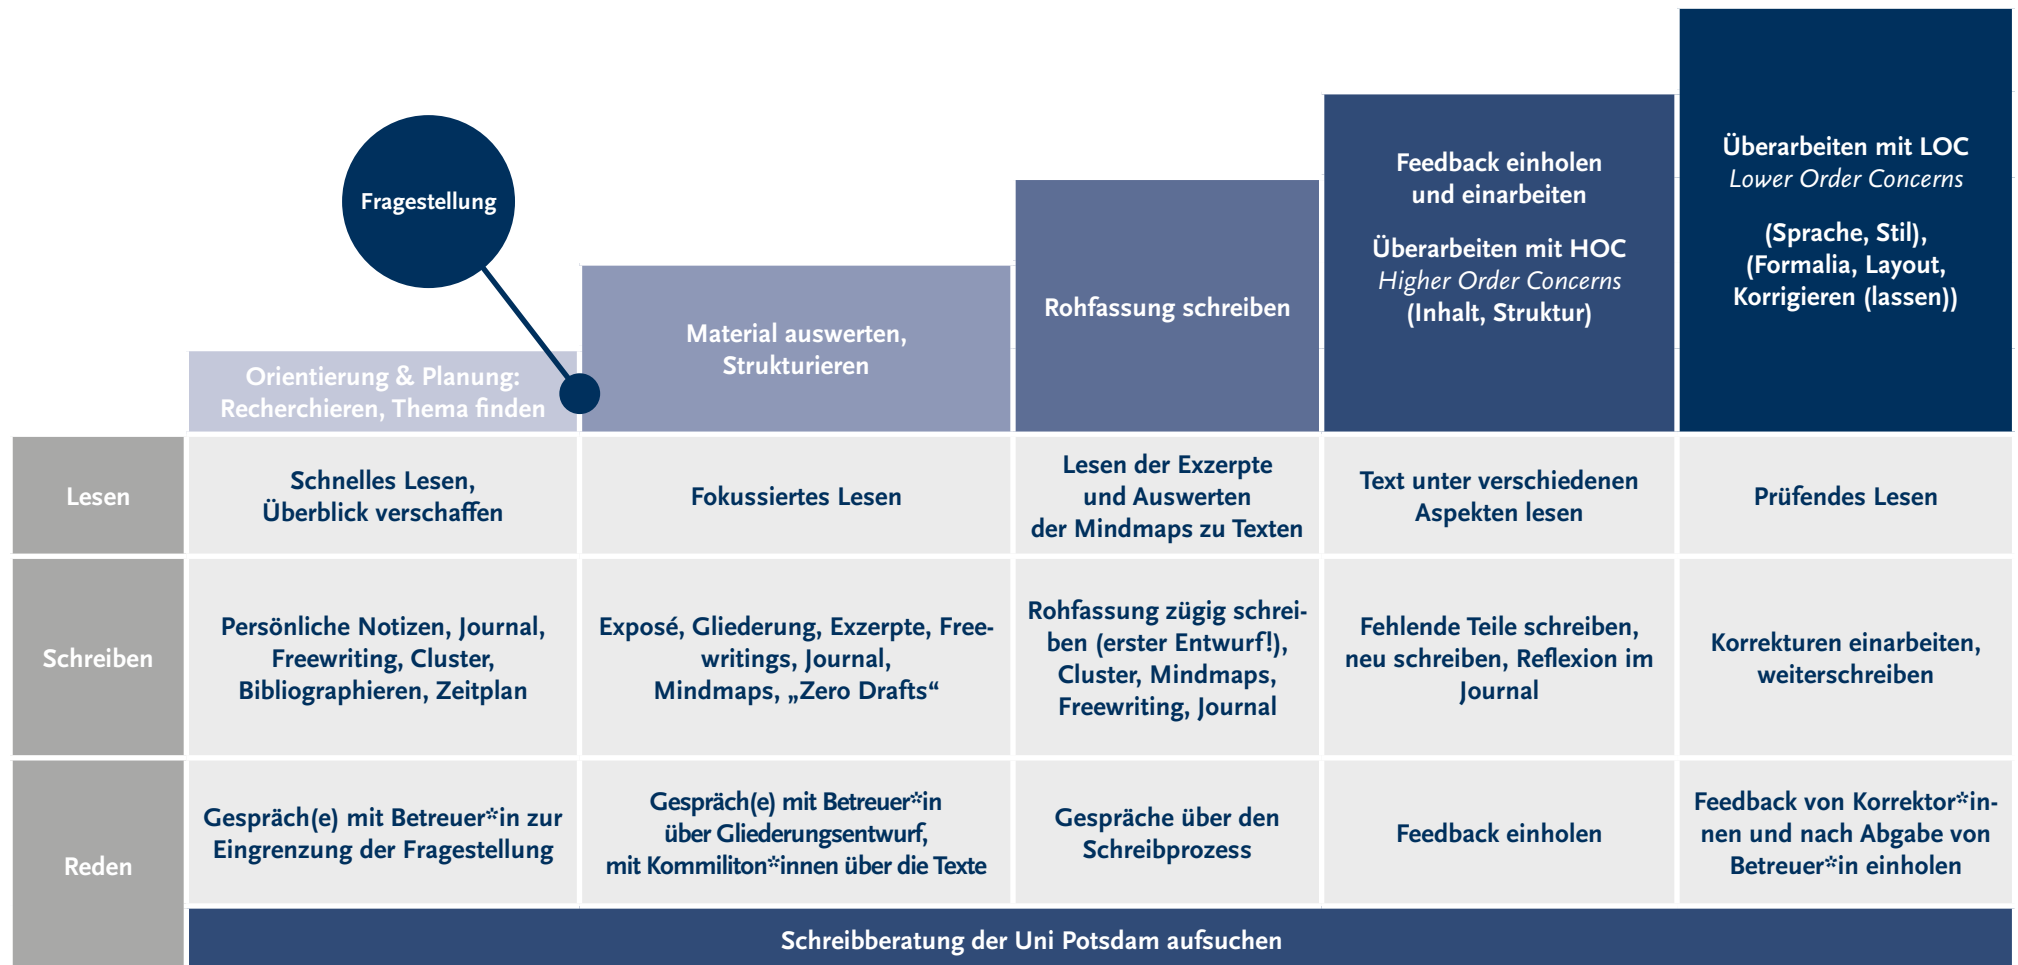 Fragestellung
Orientierung & Planung:
Recherchieren, Thema finden
Material auswerten,
Strukturieren
Rohfassung schreiben
Feedback einholen
und einarbeiten
Überarbeiten mit HOC
Higher Order Concerns
(Inhalt, Struktur)
Überarbeiten mit LOC
Lower Order Concerns
(Sprache, Stil),
(Formalia, Layout,
Korrigieren (lassen))
Lesen
Schnelles Lesen,
Überblick verschaffen
Fokussiertes Lesen
Lesen der Exzerpte
und Auswerten
der Mindmaps zu Texten
Text unter verschiedenen
Aspekten lesen
Prüfendes Lesen
Schreiben
Persönliche Notizen, Journal,
Freewriting, Cluster,
Bibliographieren, Zeitplan
Exposé, Gliederung, Exzerpte, Free-
writings, Journal,
Mindmaps, „Zero Drafts“
Rohfassung zügig schrei-
ben (erster Entwurf!),
Cluster, Mindmaps,
Freewriting, Journal
Fehlende Teile schreiben,
neu schreiben, Reflexion im
Journal
Korrekturen einarbeiten,
weiterschreiben
Reden
Gespräch(e) mit Betreuer*in zur
Eingrenzung der Fragestellung
Gespräch(e) mit Betreuer*in
über Gliederungsentwurf,
mit Kommiliton*innen über die Texte
Gespräche über den
Schreibprozess
Feedback einholen
Feedback von Korrektor*in-
nen und nach Abgabe von
Betreuer*in einholen
Schreibberatung der Uni Potsdam aufsuchen